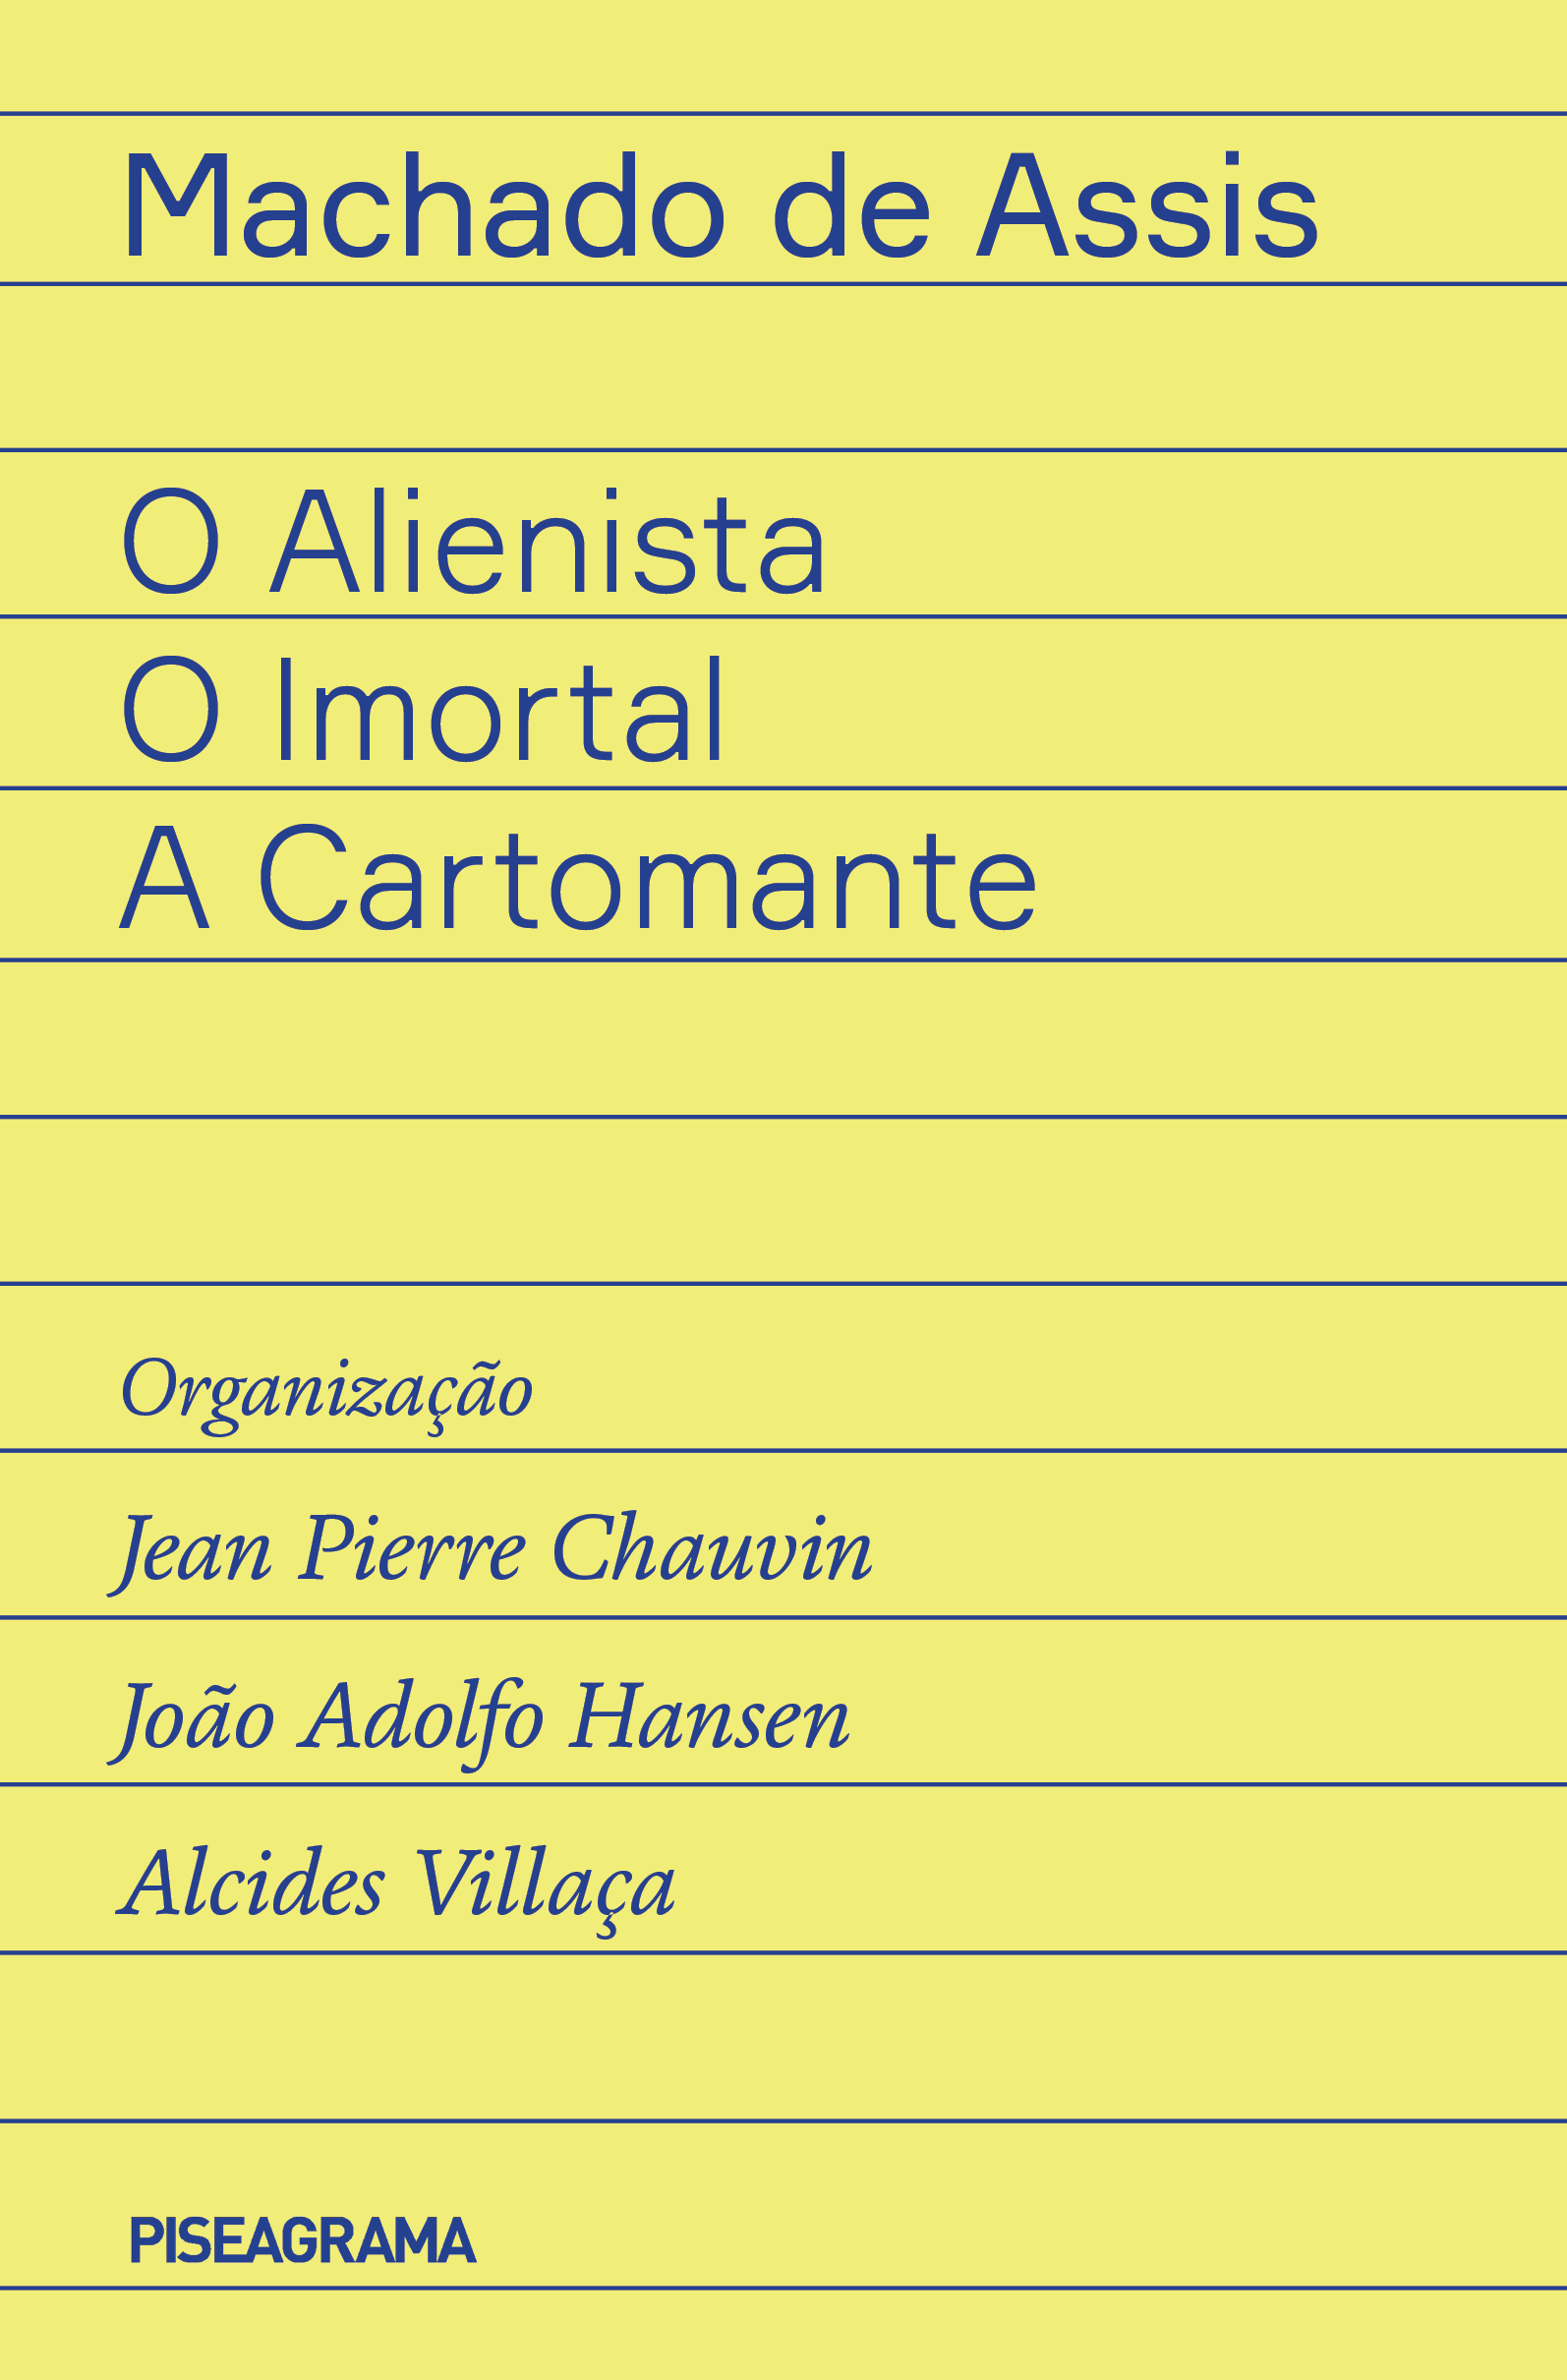 Machado de Assis
O Alienista
O Imortal
A Cartomante
Organização
Jean Pierre Chauvin
João Adolfo Hansen
Alcides Villaça
PISEAGRAMA